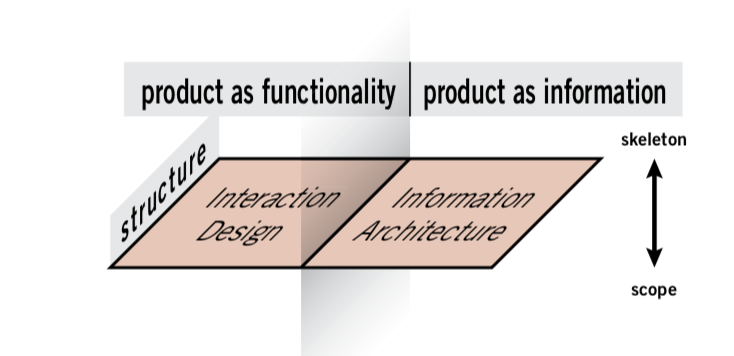 product as functionality
product as information
skeleton
structure
Interaction
Design
Information
Architecture
scope